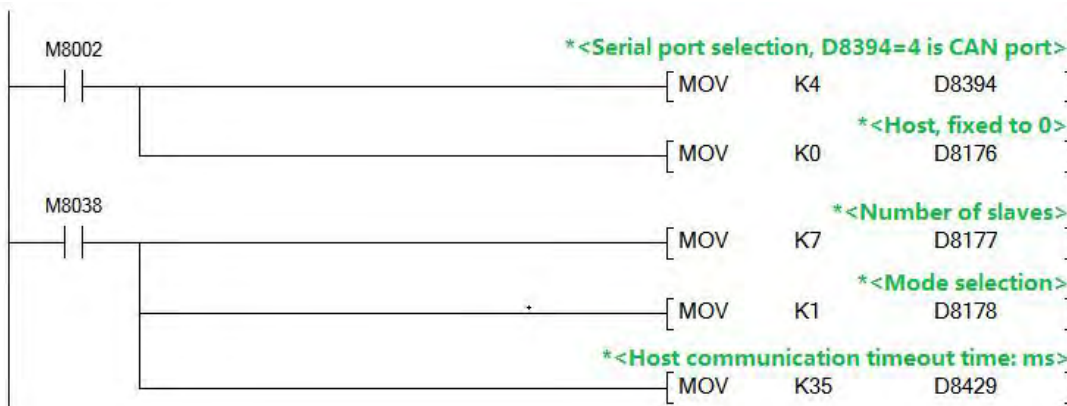 M8002
*<Serial port selection, D8394=4 is CAN port>
[ MOV K4 D8394 ]
*<Host, fixed to 0>
[ MOV K0 D8176 ]
M8038
*<Number of slaves>
[ MOV K7 D8177 ]
*<Mode selection>
[ MOV K1 D8178 ]
*<Host communication timeout time: ms>
[ MOV K35 D8429 ]